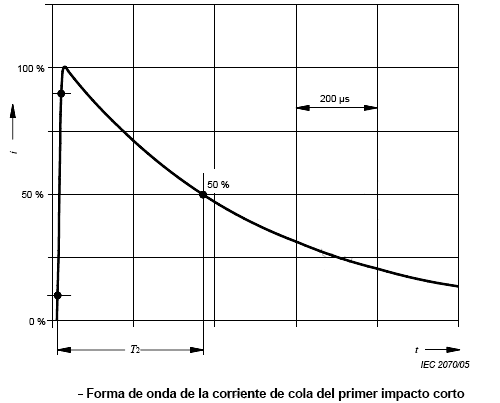 100 %
200 µs
i
50 %
50 %
0 %
T2
t
IEC 2070/05
– Forma de onda de la corriente de cola del primer impacto corto